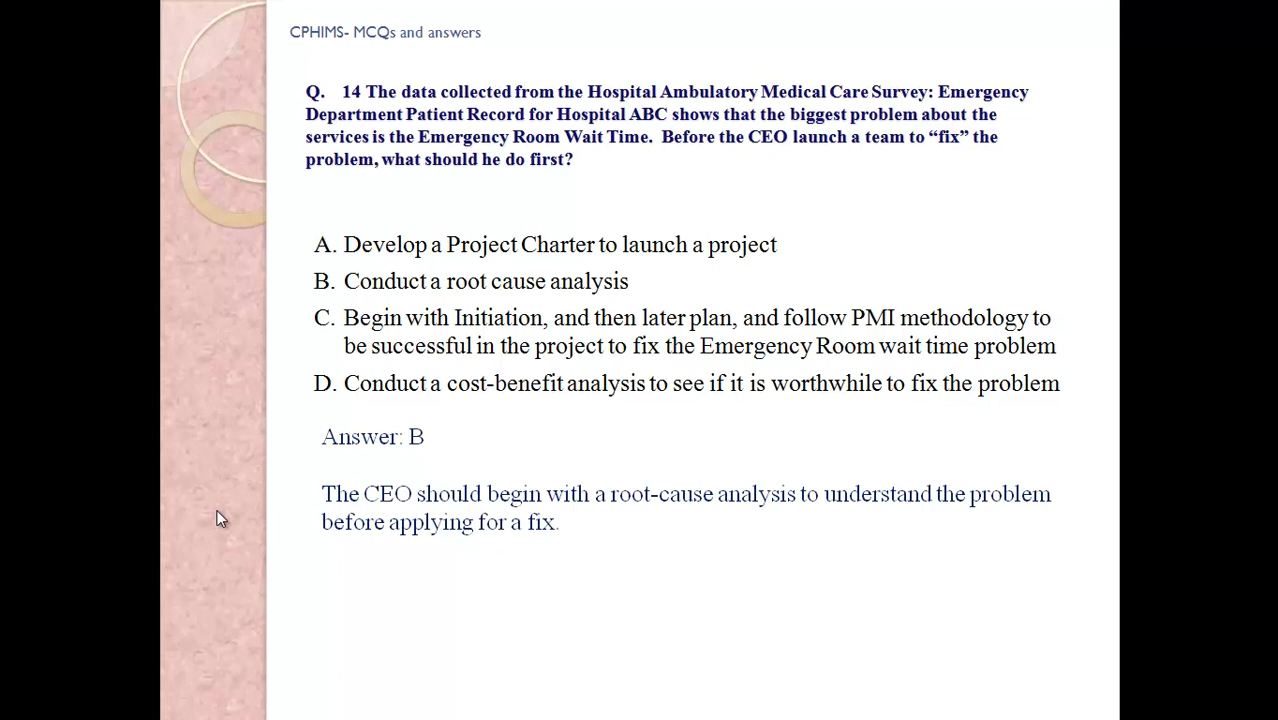 CPHIMS- MCQs and answers
Q. 14 The data collected from the Hospital Ambulatory Medical Care Survey: Emergency
Department Patient Record for Hospital ABC shows that the biggest problem about the
services is the Emergency Room Wait Time. Before the CEO launch a team to “fix” the
problem, what should he do first?
A. Develop a Project Charter to launch a project
B. Conduct a root cause analysis
C. Begin with Initiation, and then later plan, and follow PMI methodology to
be successful in the project to fix the Emergency Room wait time problem
D. Conduct a cost-benefit analysis to see if it is worthwhile to fix the problem
Answer: B
The CEO should begin with a root-cause analysis to understand the problem
before applying for a fix.